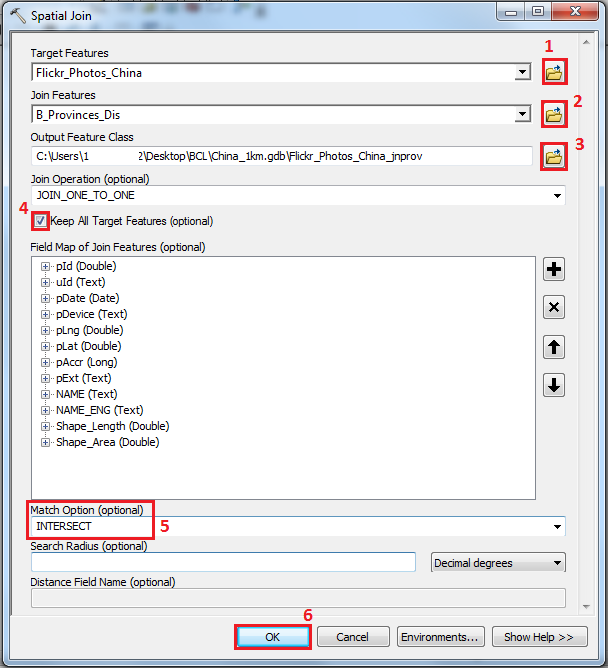 Spatial Join
Target Features
1
Flickr_Photos_China
Join Features
2
B_Provinces_Dis
Output Feature Class
3
C:\Users\1 2\Desktop\BCL\China_1km.gdb\Flickr_Photos_China_jnprov
Join Operation (optional)
JOIN_ONE_TO_ONE
4
Keep All Target Features (optional)
Field Map of Join Features (optional)
pId (Double)
uId (Text)
pDate (Date)
pDevice (Text)
pLng (Double)
pLat (Double)
pAccr (Long)
pExt (Text)
NAME (Text)
NAME_ENG (Text)
Shape_Length (Double)
Shape_Area (Double)
Match Option (optional)
INTERSECT
5
Search Radius (optional)
Decimal degrees
Distance Field Name (optional)
6
OK
Cancel
Environments...
Show Help >>